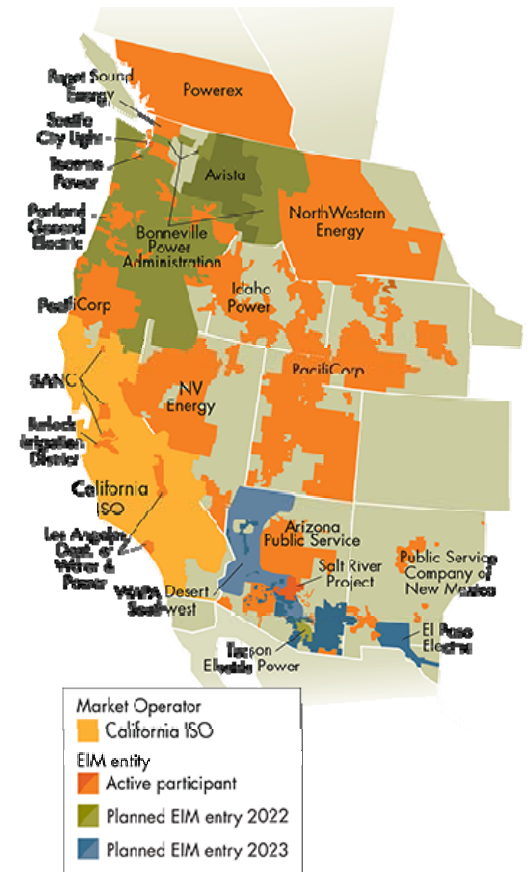 Powerex
Puget Sound
Energy
Seattle
City Light
Tacoma
Power
Avista
Portland
General
Electric
NorthWestern
Energy
Bonneville
Power
Administration
Idaho
Power
PacifiCorp
PacifiCorp
BANC
NV
Energy
Turlock
Irrigation
District
California
ISO
Los Angeles
Dept. of
Water &
Power
Arizona
Public Service
Salt River
Project
Public Service
Company of
New Mexico
WAPA Desert
Southwest
Tucson
Electric Power
El Paso
Electric
Market Operator
California ISO
EIM entity
Active participant
Planned EIM entry 2022
Planned EIM entry 2023